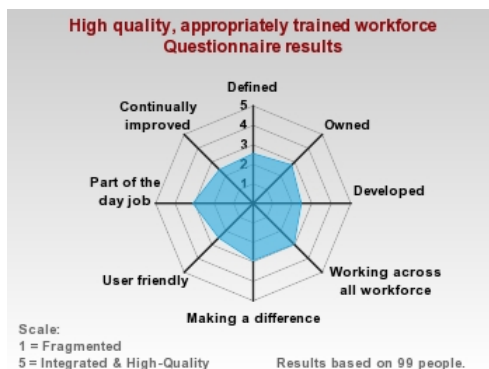 High quality, appropriately trained workforce
Questionnaire results
Defined
Continually
improved
5
4
3
2
1
Owned
Part of the
day job
Developed
User friendly
Working across
all workforce
Making a difference
Scale:
1 = Fragmented
5 = Integrated & High-Quality
Results based on 99 people.